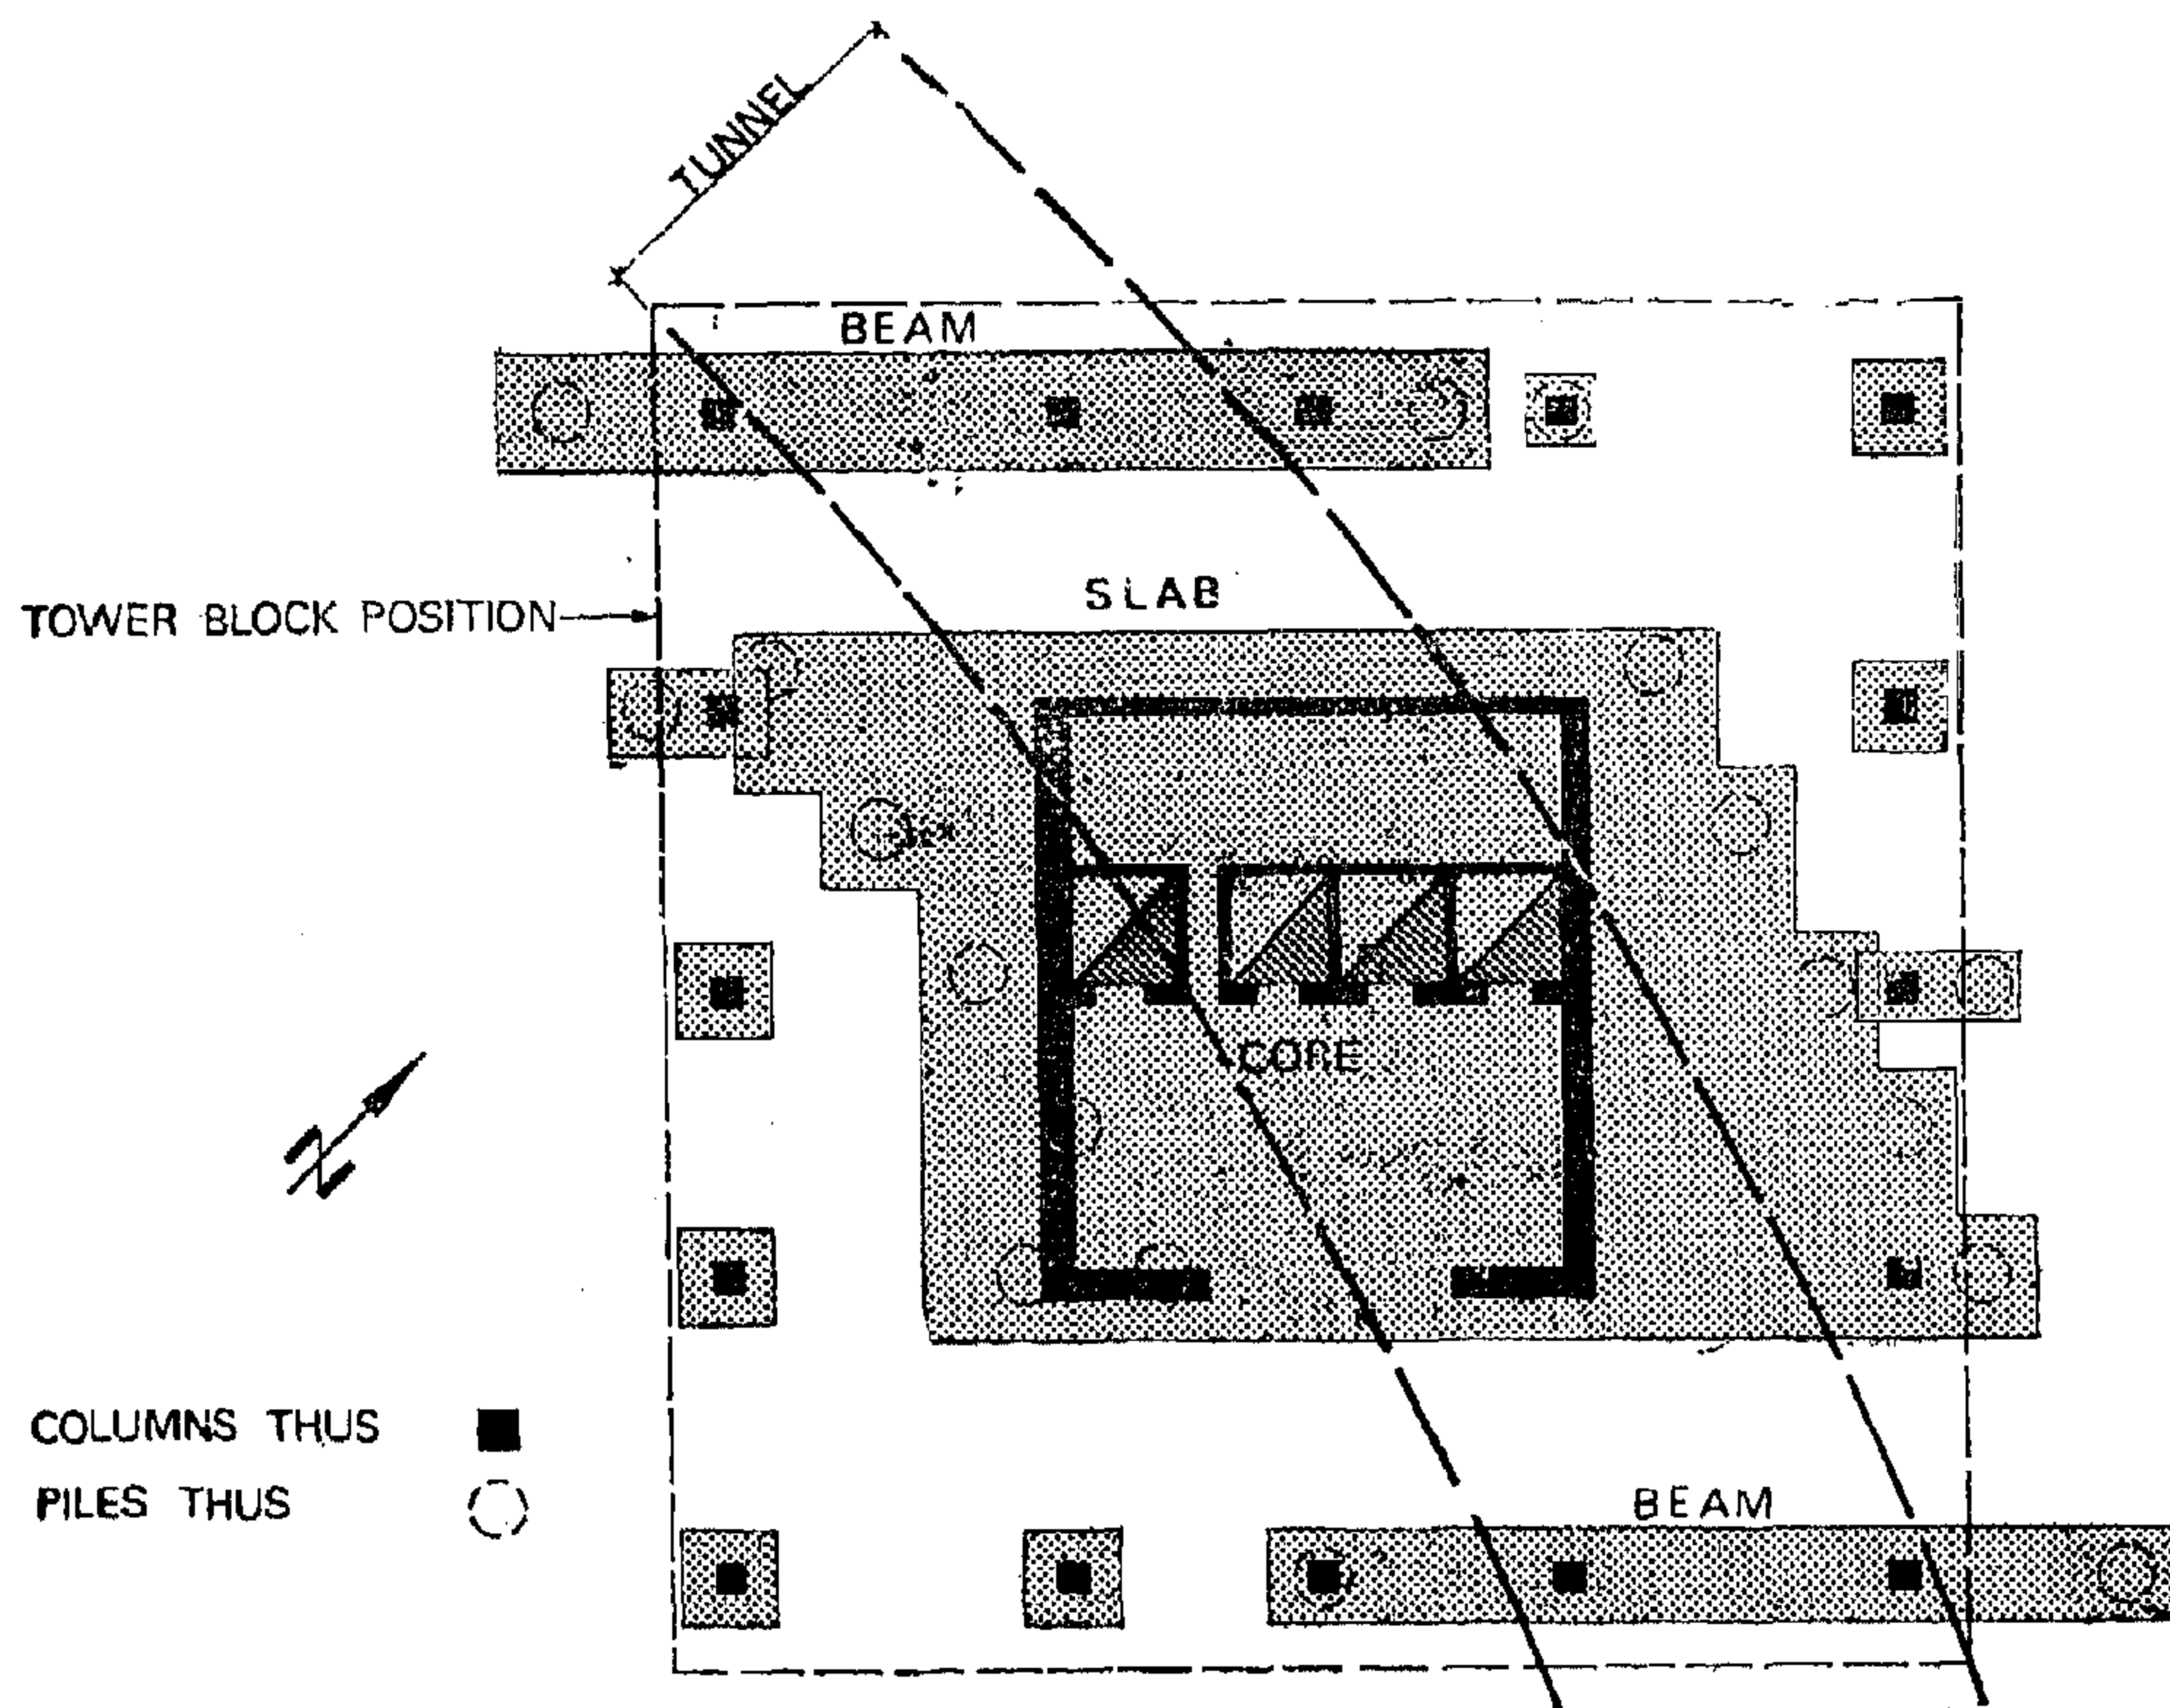 TUNNEL
BEAM
SLAB
TOWER BLOCK POSITION
CORE
N
COLUMNS THUS
PILES THUS
BEAM